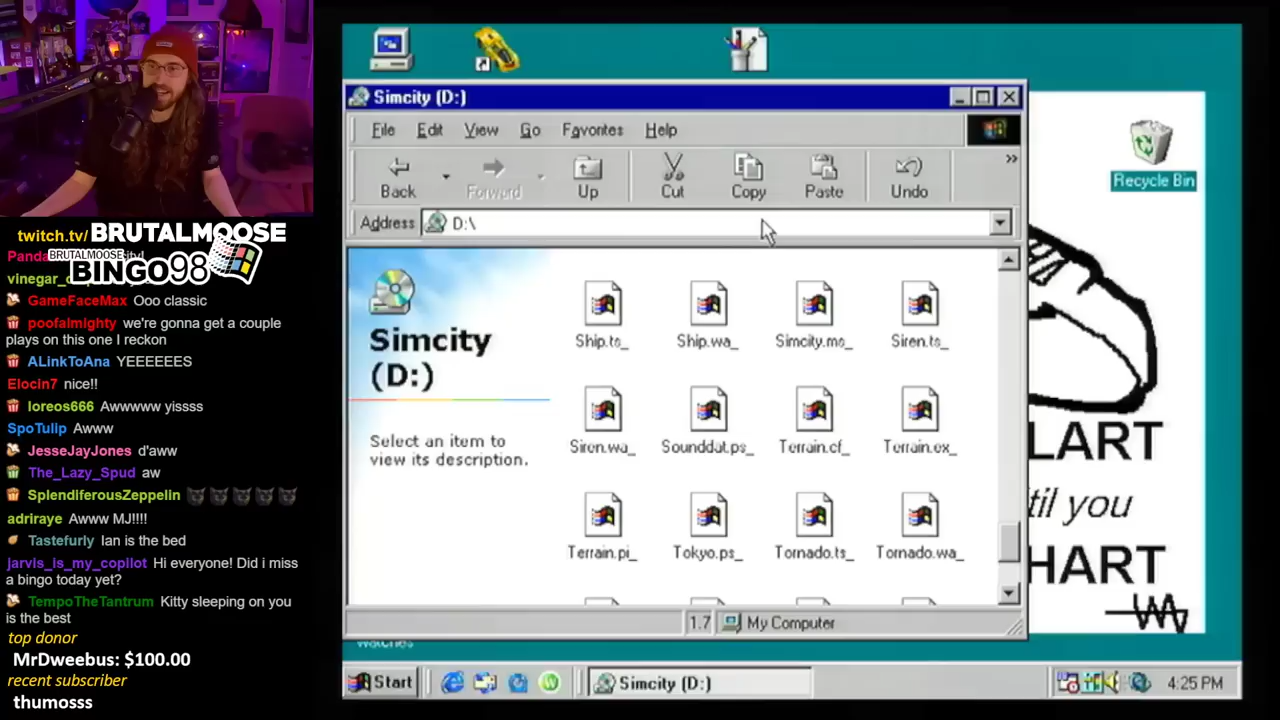 twitch.tv/BRUTALMOOSE
BRUTALMOOSE
BINGO98
GameFaceMax Ooo classic
poofalmighty we're gonna get a couple
plays on this one I reckon
ALinkToAna YEEEEEES
Elocin7 nice!!
loreos666 Awwwww yissss
SpoTulip Awww
JesseJayJones d'aww
The_Lazy_Spud aw
SplendiferousZeppelin
adriraye Awww MJ!!!!
Tastefurly Ian is the bed
jarvis_is_my_copilot Hi everyone! Did i miss
a bingo today yet?
TempoTheTantrum Kitty sleeping on you
is the best
top donor
MrDweebus: $100.00
recent subscriber
thumosss
Simcity (D:)
File Edit View Go Favorites Help
Back Forward Up Cut Copy Paste Undo
Address D:\
Simcity
(D:)
Select an item to
view its description.
Ship.ts_ Ship.wa_ Simcity.ms_ Siren.ts_
Siren.wa_ Sounddat.ps_ Terrain.cf_ Terrain.ex_
Terrain.pi_ Tokyo.ps_ Tornado.ts_ Tornado.wa_
1.7 My Computer
Recycle Bin
LART
til you
HART
Start Simcity (D:) 4:25 PM